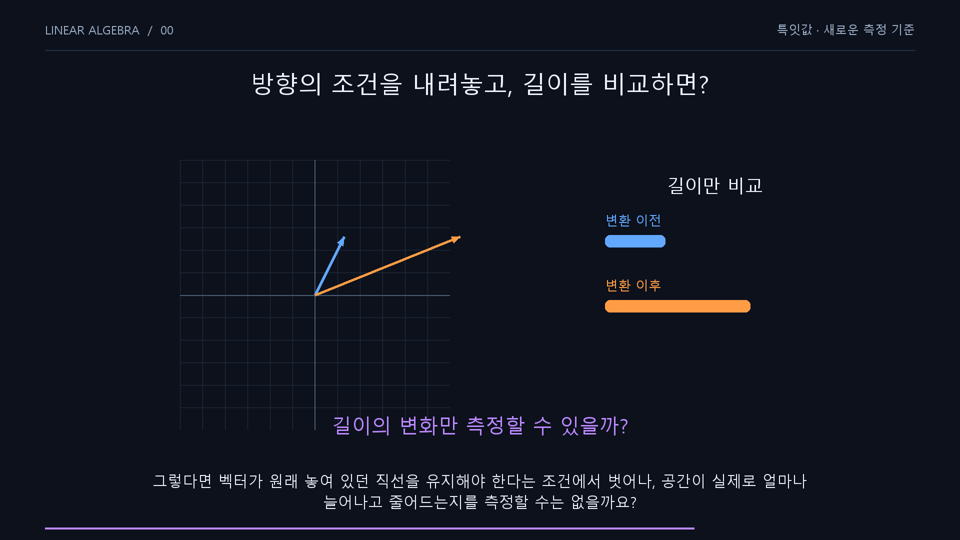 LINEAR ALGEBRA / 00
특잇값 · 새로운 측정 기준
방향의 조건을 내려놓고, 길이를 비교하면?
길이만 비교
변환 이전
변환 이후
길이의 변화만 측정할 수 있을까?
그렇다면 벡터가 원래 놓여 있던 직선을 유지해야 한다는 조건에서 벗어나, 공간이 실제로 얼마나
늘어나고 줄어드는지를 측정할 수는 없을까요?